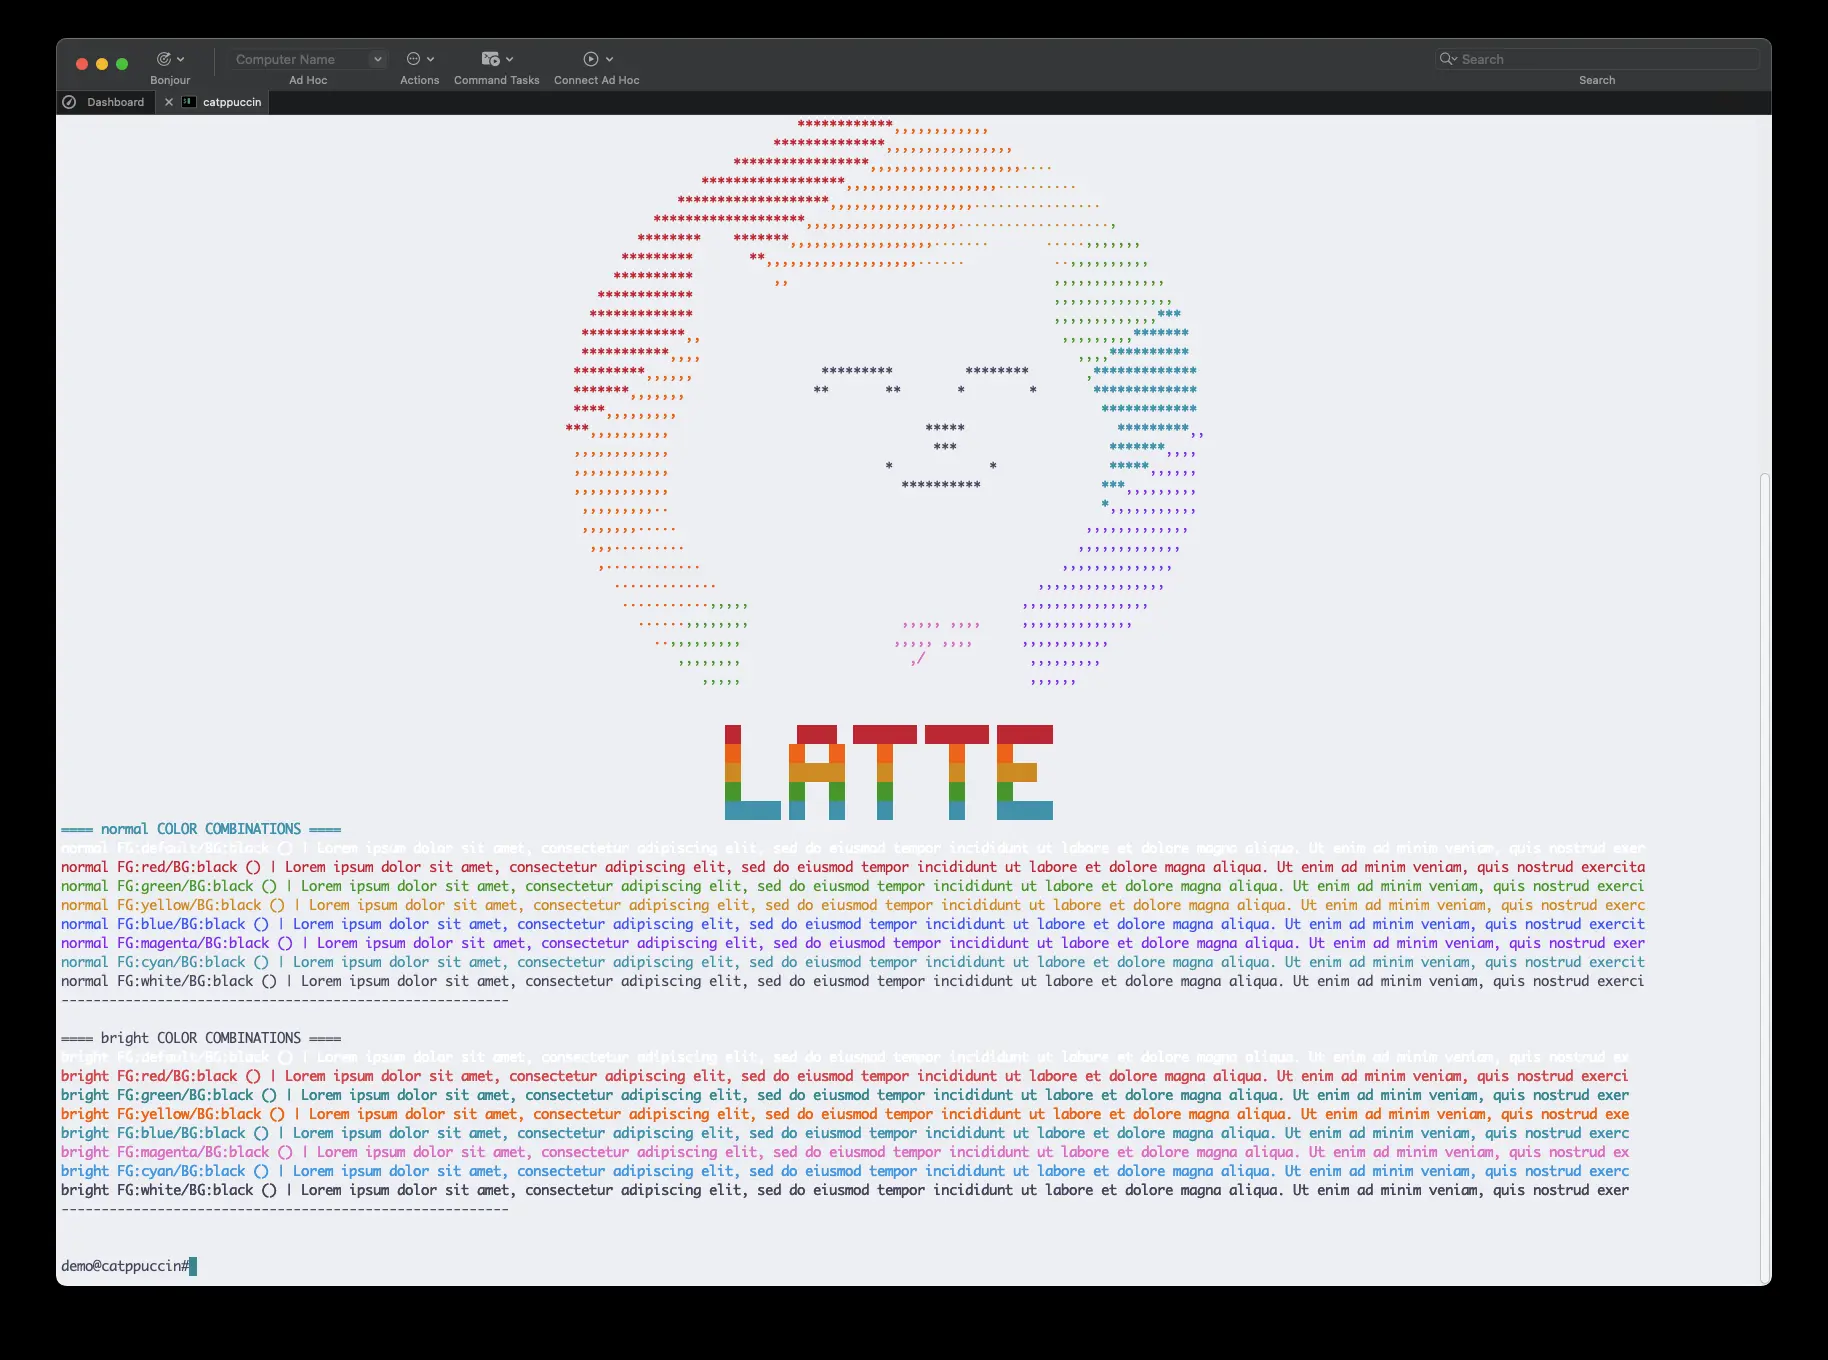 Bonjour
Computer Name
Ad Hoc
Actions
Command Tasks
Connect Ad Hoc
Search
Search
Dashboard
catppuccin
LATTE
==== normal COLOR COMBINATIONS ====
normal FG:default/BG:black () | Lorem ipsum dolor sit amet, consectetur adipiscing elit, sed do eiusmod tempor incididunt ut labore et dolore magna aliqua. Ut enim ad minim veniam, quis nostrud exer
normal FG:red/BG:black () | Lorem ipsum dolor sit amet, consectetur adipiscing elit, sed do eiusmod tempor incididunt ut labore et dolore magna aliqua. Ut enim ad minim veniam, quis nostrud exercita
normal FG:green/BG:black () | Lorem ipsum dolor sit amet, consectetur adipiscing elit, sed do eiusmod tempor incididunt ut labore et dolore magna aliqua. Ut enim ad minim veniam, quis nostrud exerci
normal FG:yellow/BG:black () | Lorem ipsum dolor sit amet, consectetur adipiscing elit, sed do eiusmod tempor incididunt ut labore et dolore magna aliqua. Ut enim ad minim veniam, quis nostrud exerc
normal FG:blue/BG:black () | Lorem ipsum dolor sit amet, consectetur adipiscing elit, sed do eiusmod tempor incididunt ut labore et dolore magna aliqua. Ut enim ad minim veniam, quis nostrud exercit
normal FG:magenta/BG:black () | Lorem ipsum dolor sit amet, consectetur adipiscing elit, sed do eiusmod tempor incididunt ut labore et dolore magna aliqua. Ut enim ad minim veniam, quis nostrud exer
normal FG:cyan/BG:black () | Lorem ipsum dolor sit amet, consectetur adipiscing elit, sed do eiusmod tempor incididunt ut labore et dolore magna aliqua. Ut enim ad minim veniam, quis nostrud exercit
normal FG:white/BG:black () | Lorem ipsum dolor sit amet, consectetur adipiscing elit, sed do eiusmod tempor incididunt ut labore et dolore magna aliqua. Ut enim ad minim veniam, quis nostrud exerci
--------------------------------------------------------
==== bright COLOR COMBINATIONS ====
bright FG:default/BG:black () | Lorem ipsum dolor sit amet, consectetur adipiscing elit, sed do eiusmod tempor incididunt ut labore et dolore magna aliqua. Ut enim ad minim veniam, quis nostrud ex
bright FG:red/BG:black () | Lorem ipsum dolor sit amet, consectetur adipiscing elit, sed do eiusmod tempor incididunt ut labore et dolore magna aliqua. Ut enim ad minim veniam, quis nostrud exerci
bright FG:green/BG:black () | Lorem ipsum dolor sit amet, consectetur adipiscing elit, sed do eiusmod tempor incididunt ut labore et dolore magna aliqua. Ut enim ad minim veniam, quis nostrud exer
bright FG:yellow/BG:black () | Lorem ipsum dolor sit amet, consectetur adipiscing elit, sed do eiusmod tempor incididunt ut labore et dolore magna aliqua. Ut enim ad minim veniam, quis nostrud exe
bright FG:blue/BG:black () | Lorem ipsum dolor sit amet, consectetur adipiscing elit, sed do eiusmod tempor incididunt ut labore et dolore magna aliqua. Ut enim ad minim veniam, quis nostrud exerc
bright FG:magenta/BG:black () | Lorem ipsum dolor sit amet, consectetur adipiscing elit, sed do eiusmod tempor incididunt ut labore et dolore magna aliqua. Ut enim ad minim veniam, quis nostrud ex
bright FG:cyan/BG:black () | Lorem ipsum dolor sit amet, consectetur adipiscing elit, sed do eiusmod tempor incididunt ut labore et dolore magna aliqua. Ut enim ad minim veniam, quis nostrud exerc
bright FG:white/BG:black () | Lorem ipsum dolor sit amet, consectetur adipiscing elit, sed do eiusmod tempor incididunt ut labore et dolore magna aliqua. Ut enim ad minim veniam, quis nostrud exer
--------------------------------------------------------
demo@catppuccin#